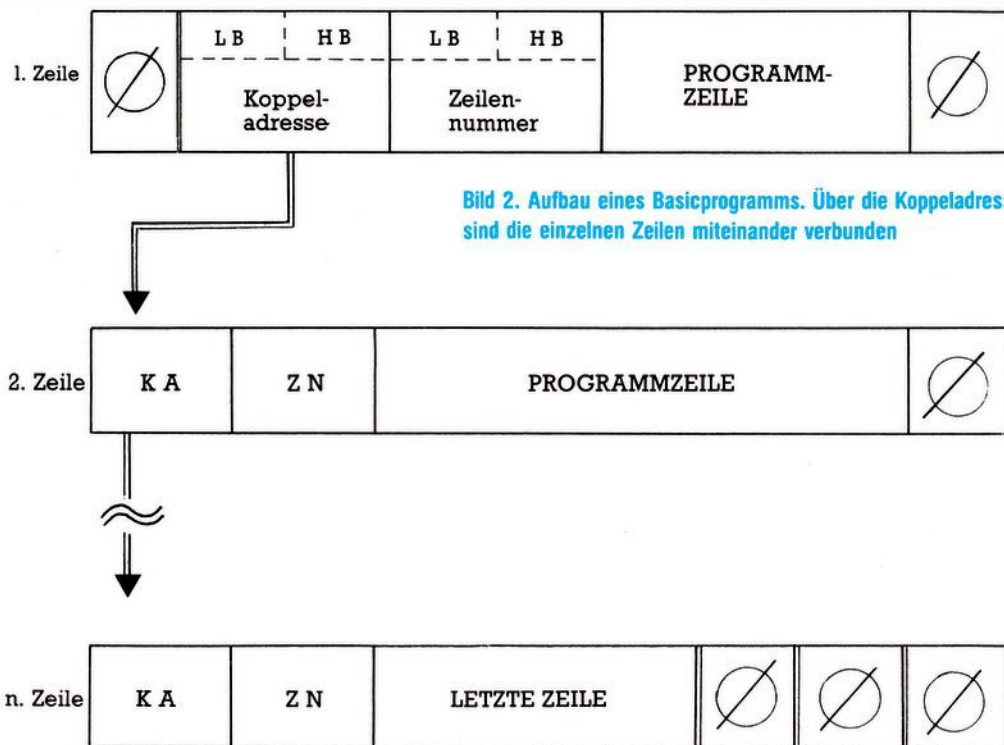 1. Zeile
Ø
L B H B
Koppel-
adresse
L B H B
Zeilen-
nummer
PROGRAMM-
ZEILE
Ø
Bild 2. Aufbau eines Basicprogramms. Über die Koppeladress
sind die einzelnen Zeilen miteinander verbunden
2. Zeile
K A
Z N
PROGRAMMZEILE
Ø
n. Zeile
K A
Z N
LETZTE ZEILE
Ø
Ø
Ø